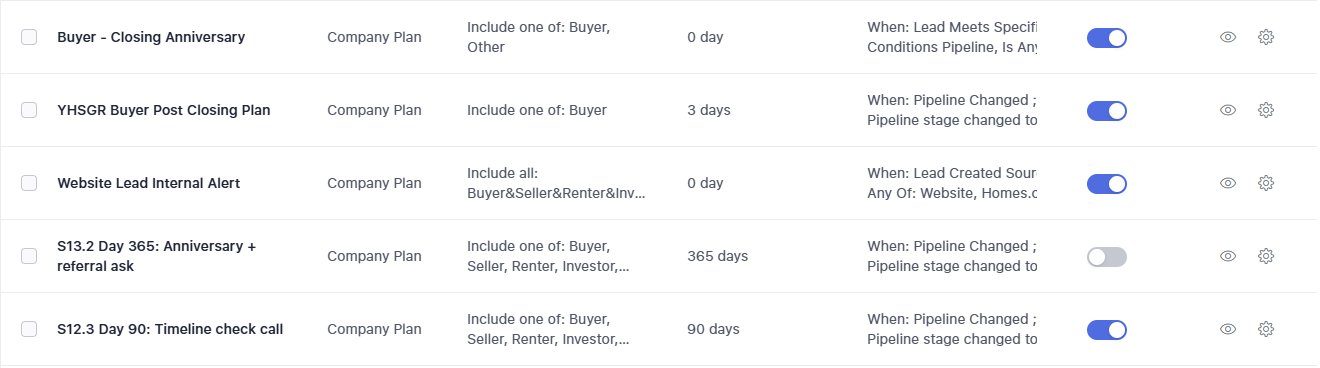 Buyer - Closing Anniversary
Company Plan
Include one of: Buyer,
Other
0 day
When: Lead Meets Specifi
Conditions Pipeline, Is Any
YHSGR Buyer Post Closing Plan
Company Plan
Include one of: Buyer
3 days
When: Pipeline Changed ;
Pipeline stage changed to
Website Lead Internal Alert
Company Plan
Include all:
Buyer&Seller&Renter&Inv...
0 day
When: Lead Created Sour
Any Of: Website, Homes.c
S13.2 Day 365: Anniversary +
referral ask
Company Plan
Include one of: Buyer,
Seller, Renter, Investor,...
365 days
When: Pipeline Changed ;
Pipeline stage changed to
S12.3 Day 90: Timeline check call
Company Plan
Include one of: Buyer,
Seller, Renter, Investor,...
90 days
When: Pipeline Changed ;
Pipeline stage changed to